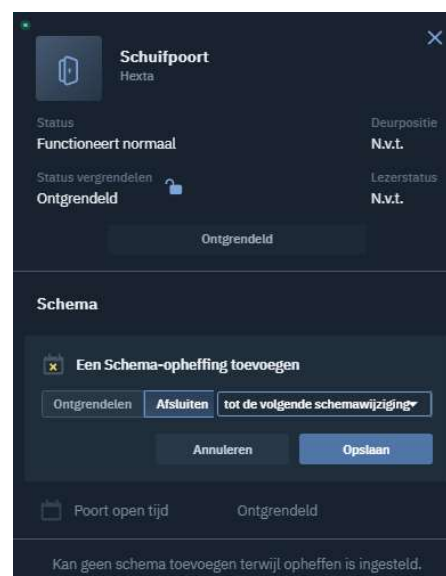 Schuifpoort
Hexta
Status
Deurpositie
Functioneert normaal
N.v.t.
Status vergrendelen
Lezerstatus
Ontgrendeld
N.v.t.
Ontgrendeld
Schema
Een Schema-opheffing toevoegen
Ontgrendelen Afsluiten tot de volgende schemawijziging
Annuleren Opslaan
Poort open tijd Ontgrendeld
Kan geen schema toevoegen terwijl opheffen is ingesteld.